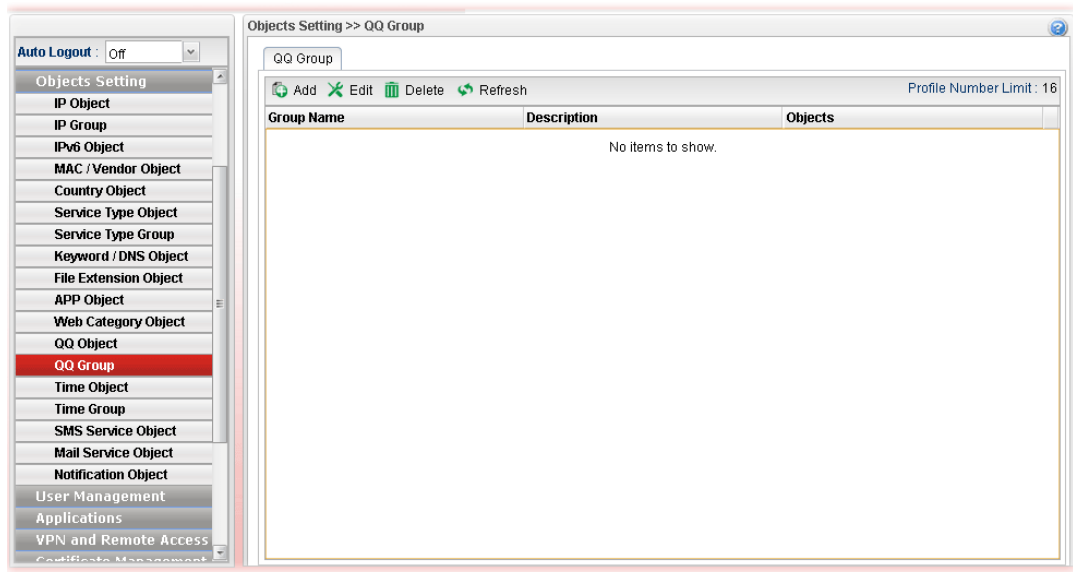 Objects Setting >> QQ Group
Auto Logout : Off
Objects Setting
IP Object
IP Group
IPv6 Object
MAC / Vendor Object
Country Object
Service Type Object
Service Type Group
Keyword / DNS Object
File Extension Object
APP Object
Web Category Object
QQ Object
QQ Group
Time Object
Time Group
SMS Service Object
Mail Service Object
Notification Object
User Management
Applications
VPN and Remote Access
Certificate Management
QQ Group
Add Edit Delete Refresh Profile Number Limit : 16
Group Name Description Objects
No items to show.